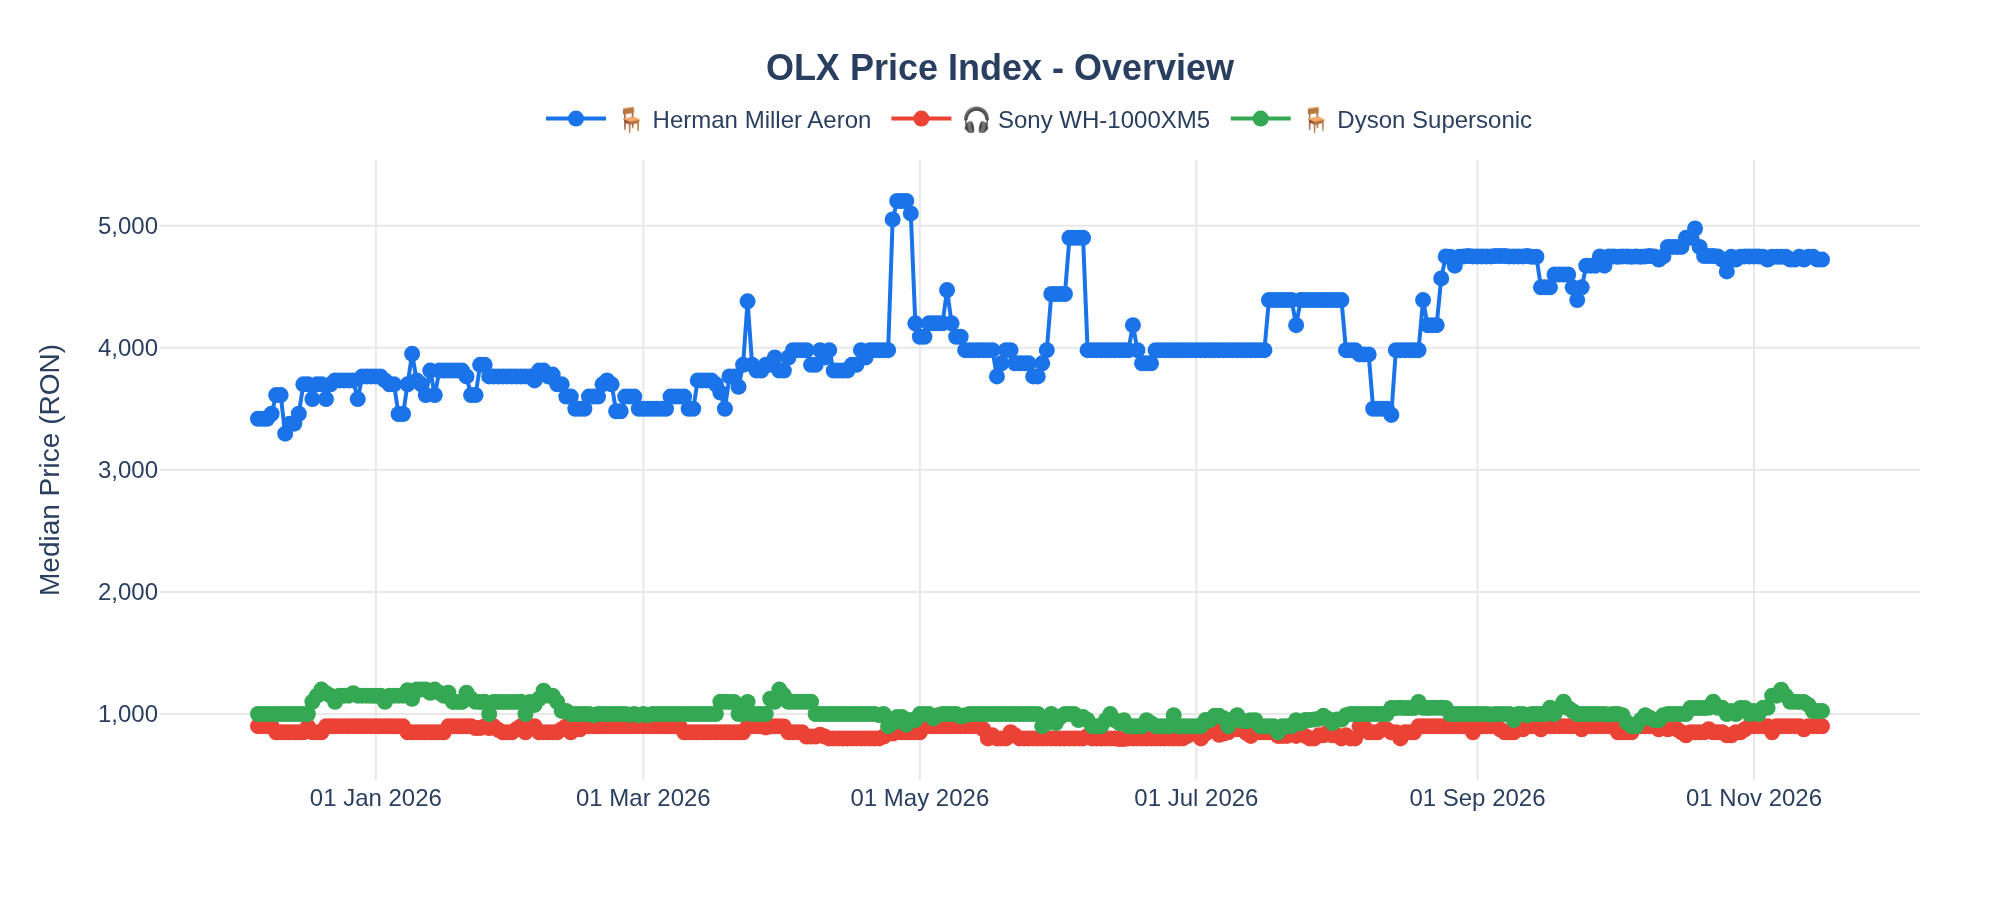 OLX Price Index - Overview
🪑 Herman Miller Aeron 🎧 Sony WH-1000XM5 🪑 Dyson Supersonic
Median Price (RON)
5,000
4,000
3,000
2,000
1,000
01 Jan 2026 01 Mar 2026 01 May 2026 01 Jul 2026 01 Sep 2026 01 Nov 2026